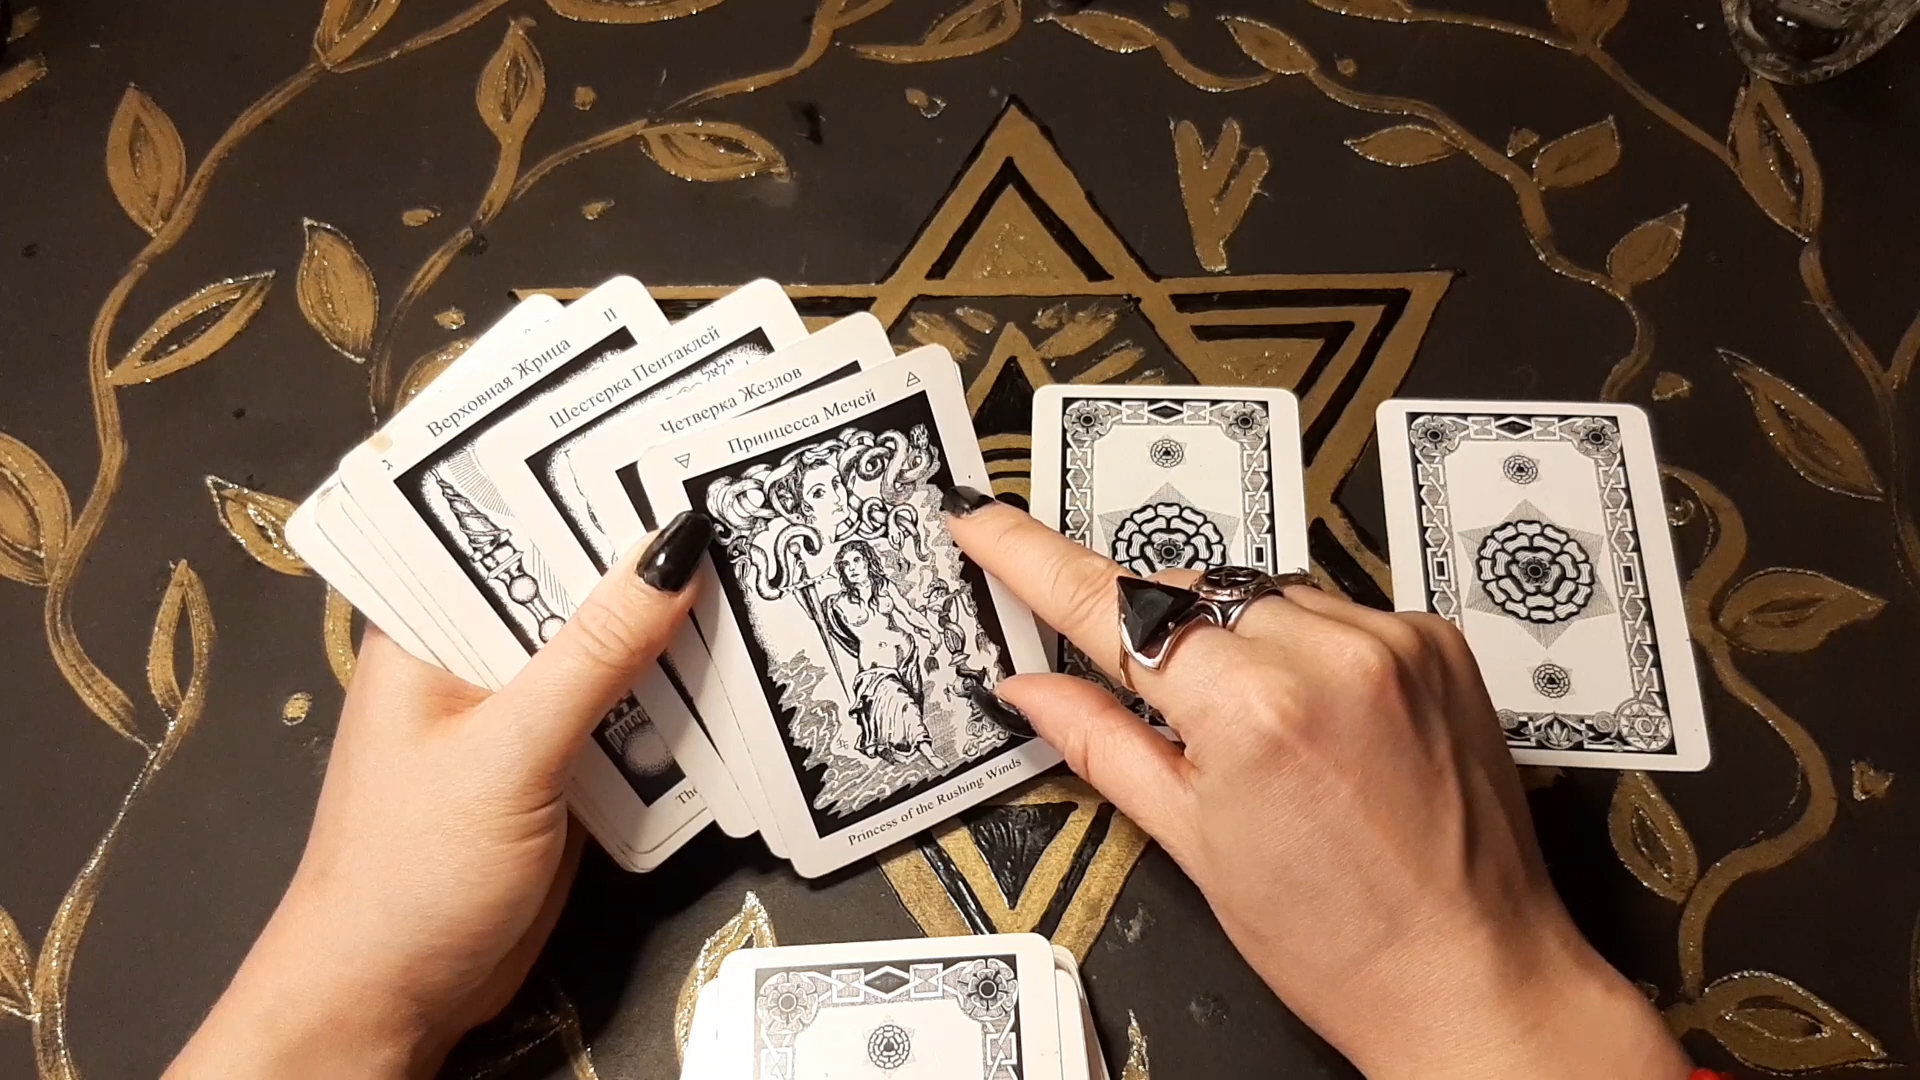 Верховная Жрица
II
Шестерка Пентаклей
Четверка Жезлов
Принцесса Мечей
Princess of the Rushing Winds